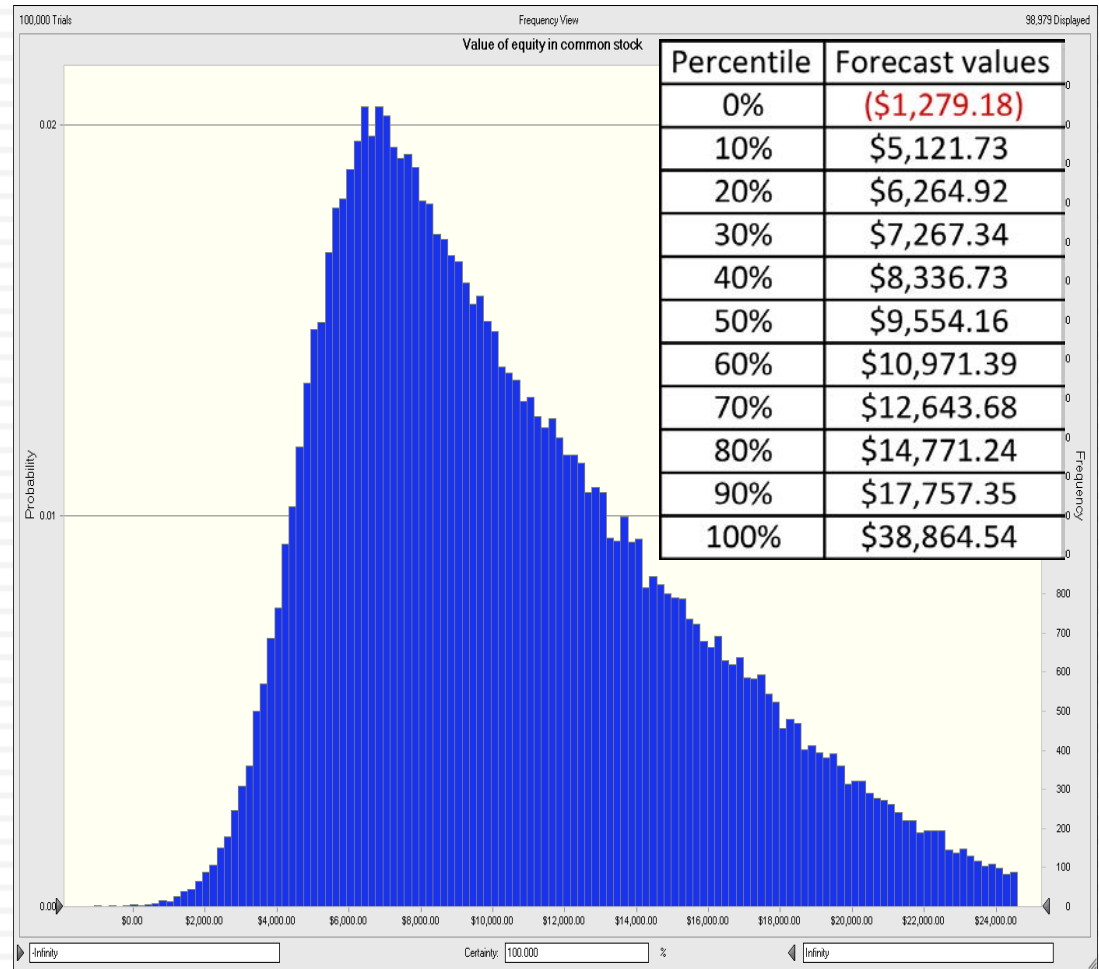 100,000 Trials
Frequency View
98,979 Displayed
Value of equity in common stock
Percentile Forecast values
0% ($1,279.18)
10% $5,121.73
20% $6,264.92
30% $7,267.34
40% $8,336.73
50% $9,554.16
60% $10,971.39
70% $12,643.68
80% $14,771.24
90% $17,757.35
100% $38,864.54
0.02
0.01
0.00
Probability
Frequency
800
700
600
500
400
300
200
100
0
$0.00 $2,000.00 $4,000.00 $6,000.00 $8,000.00 $10,000.00 $12,000.00 $14,000.00 $16,000.00 $18,000.00 $20,000.00 $22,000.00 $24,000.00
-Infinity
Certainty: 100.000 %
Infinity